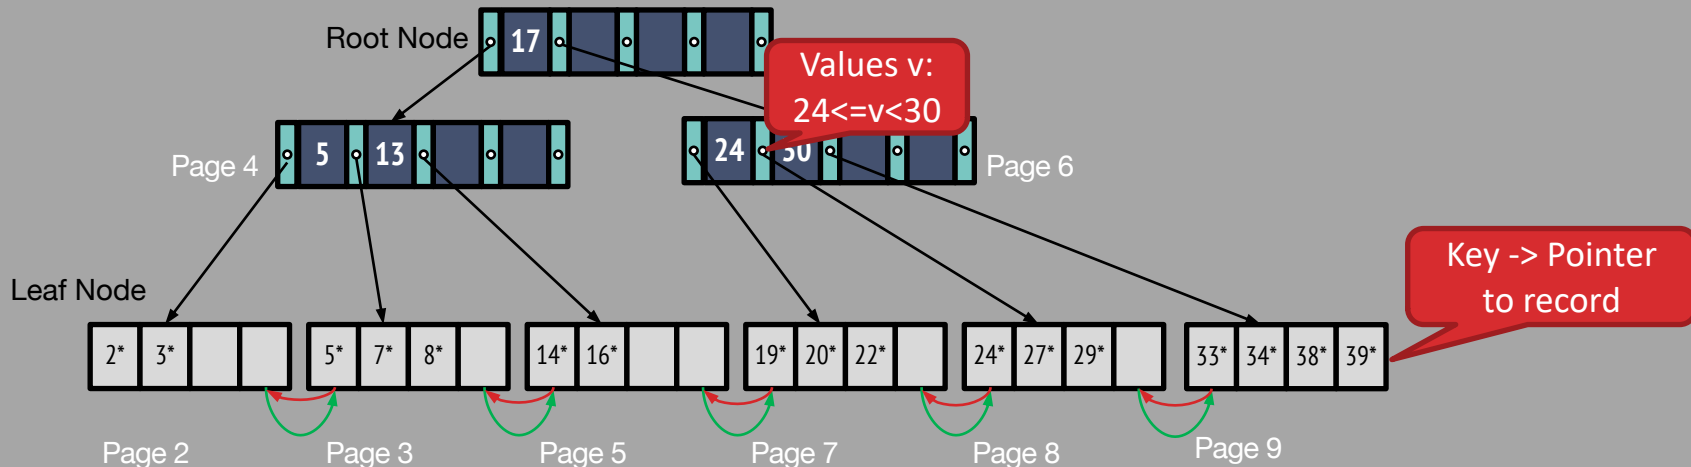 Root Node
17
Values v:
24<=v<30
Page 4
5
13
24
30
Page 6
Key -> Pointer
to record
Leaf Node
2* 3*
5* 7* 8*
14* 16*
19* 20* 22*
24* 27* 29*
33* 34* 38* 39*
Page 2
Page 3
Page 5
Page 7
Page 8
Page 9